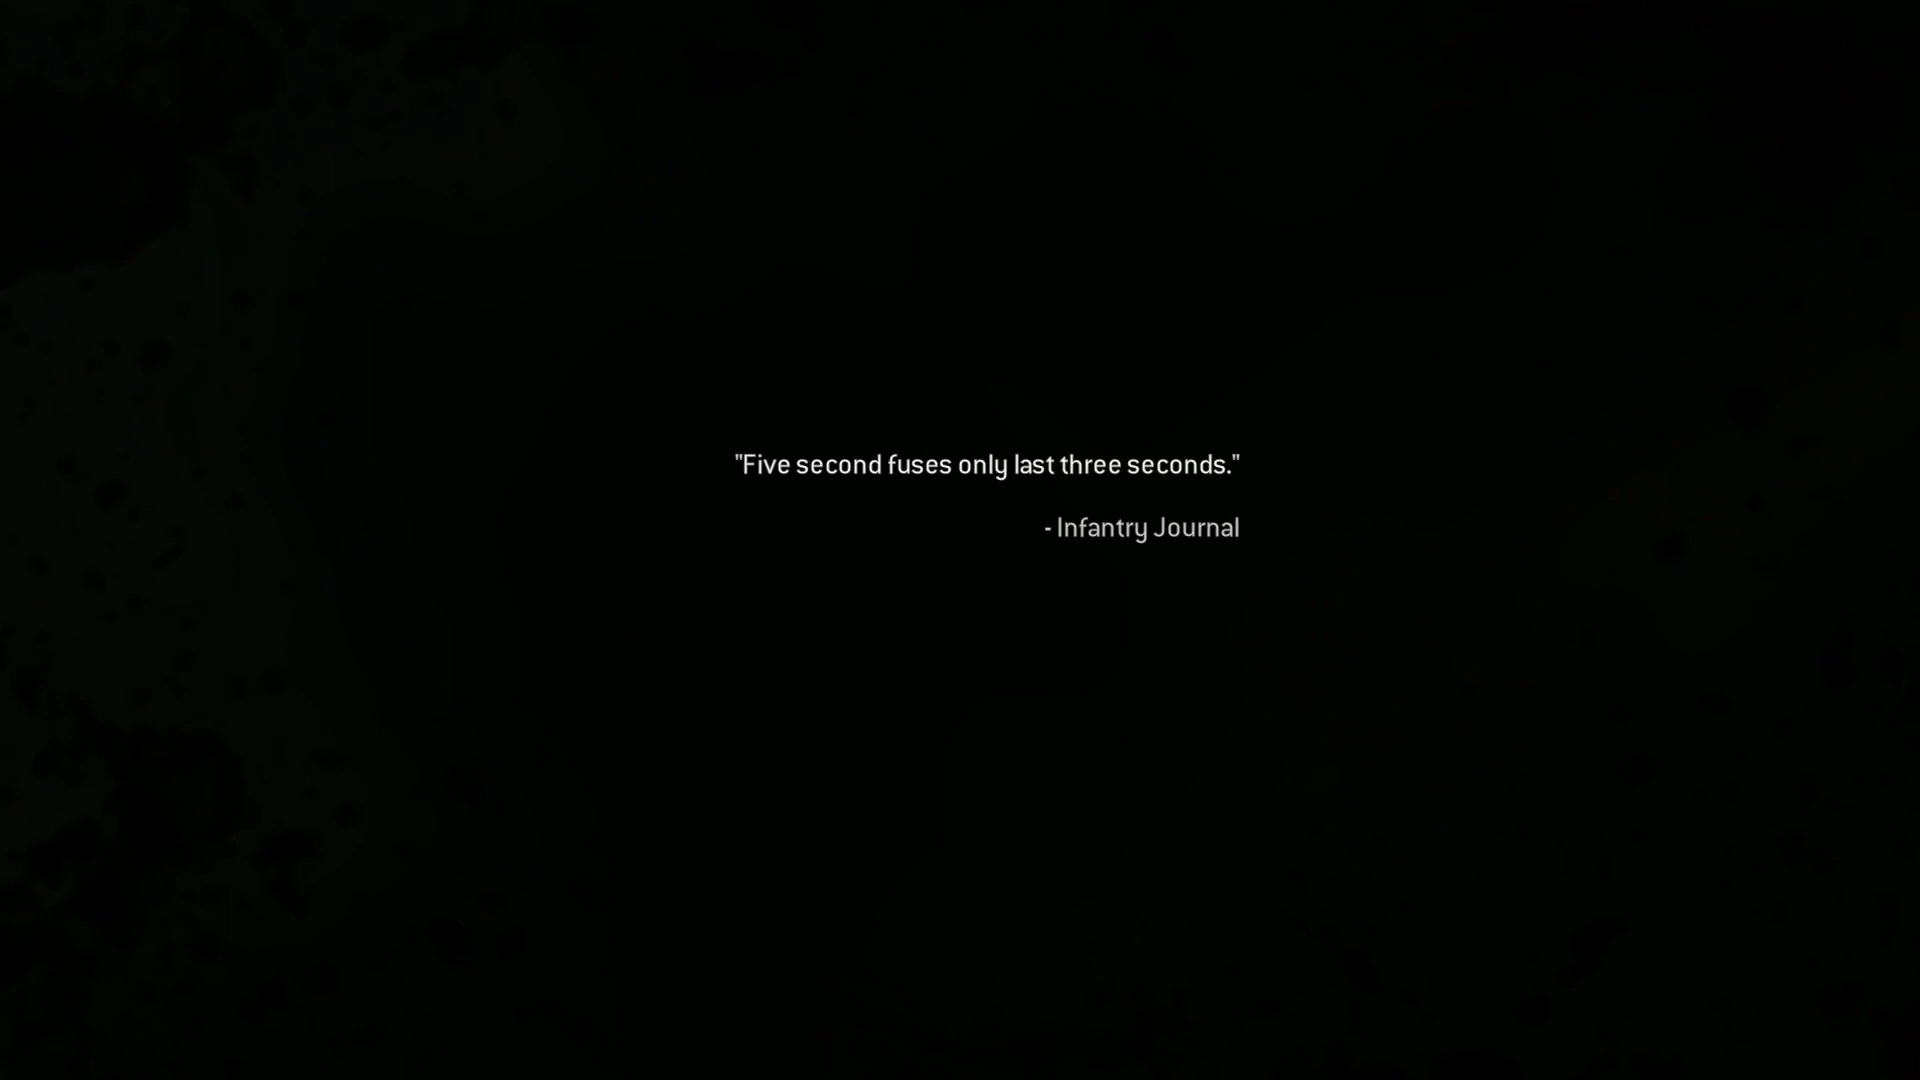 "Five second fuses only last three seconds."
- Infantry Journal